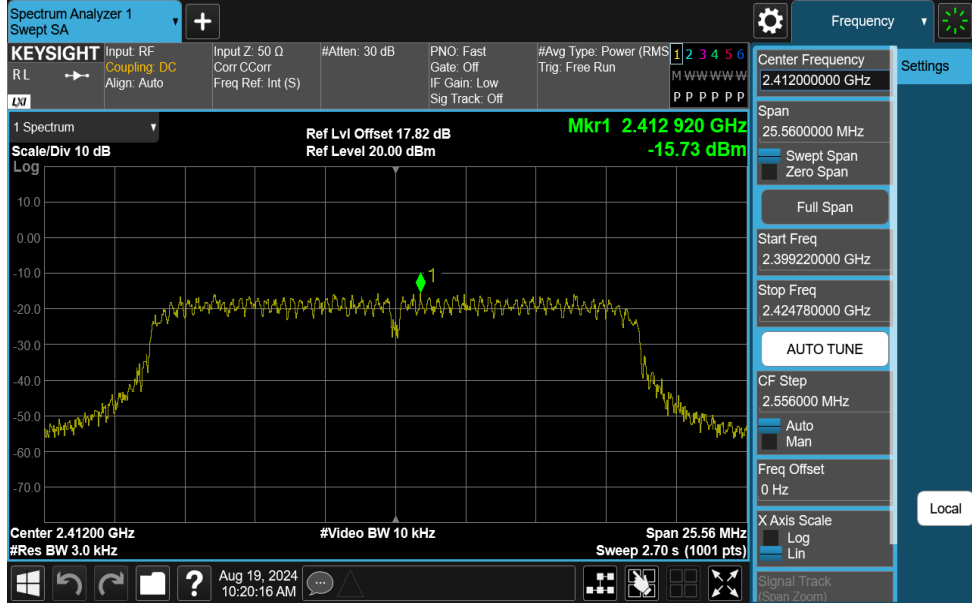 Spectrum Analyzer 1
Swept SA
+
Frequency
KEYSIGHT
RL
LXI
Input: RF
Coupling: DC
Align: Auto
Input Z: 50 Ω
Corr CCorr
Freq Ref: Int (S)
#Atten: 30 dB
PNO: Fast
Gate: Off
IF Gain: Low
Sig Track: Off
#Avg Type: Power (RMS
Trig: Free Run
1 2 3 4 5 6
M W W W W W
P P P P P P
1 Spectrum
Scale/Div 10 dB
Log
Ref Lvl Offset 17.82 dB
Ref Level 20.00 dBm
Mkr1 2.412 920 GHz
-15.73 dBm
10.0
0.00
-10.0
-20.0
-30.0
-40.0
-50.0
-60.0
-70.0
1
Center 2.41200 GHz
#Res BW 3.0 kHz
#Video BW 10 kHz
Span 25.56 MHz
Sweep 2.70 s (1001 pts)
Center Frequency
2.412000000 GHz
Span
25.5600000 MHz
Swept Span
Zero Span
Full Span
Start Freq
2.399220000 GHz
Stop Freq
2.424780000 GHz
AUTO TUNE
CF Step
2.556000 MHz
Auto
Man
Freq Offset
0 Hz
X Axis Scale
Log
Lin
Signal Track
(Span Zoom)
Settings
Local
?
Aug 19, 2024
10:20:16 AM